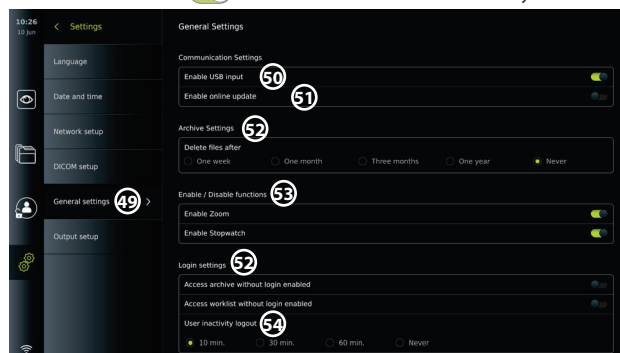 10:26
10 Jun
Settings
General Settings
Language
Date and time
Network setup
DICOM setup
General settings 49
Output setup
Communication Settings
Enable USB input 50
Enable online update 51
Archive Settings 52
Delete files after
One week One month Three months One year Never
Enable / Disable functions 53
Enable Zoom
Enable Stopwatch
Login settings 52
Access archive without login enabled
Access worklist without login enabled
User inactivity logout 54
10 min. 30 min. 60 min. Never